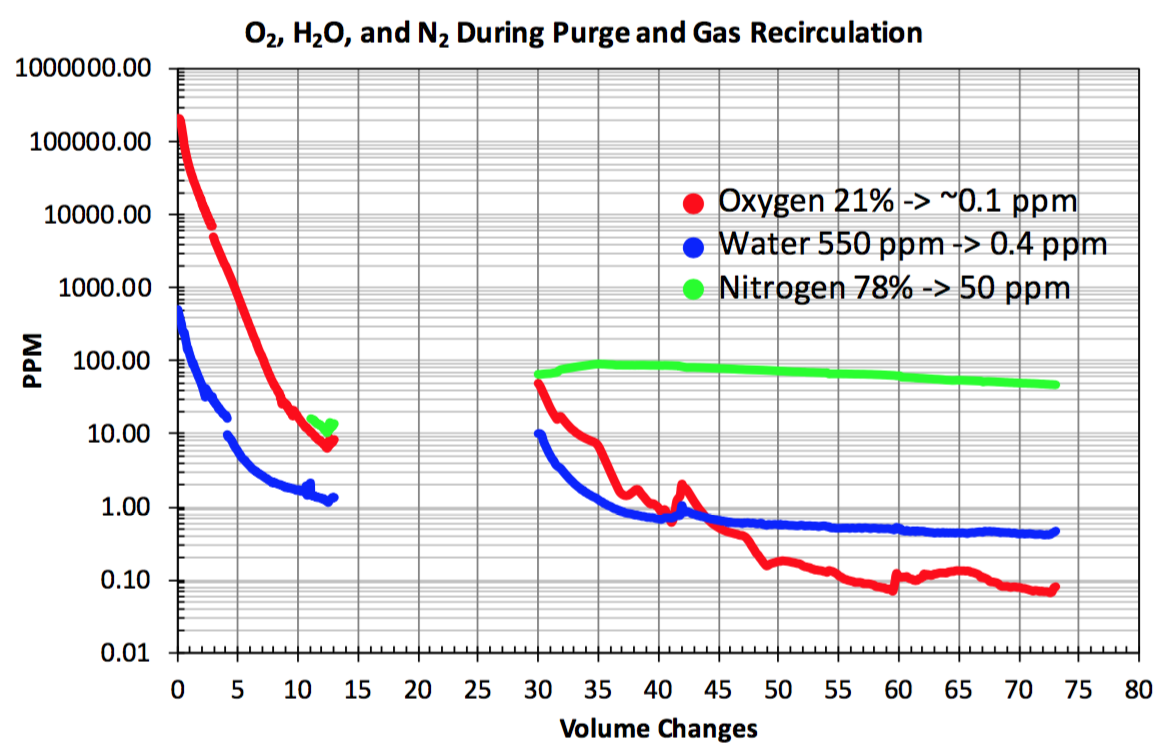 O₂, H₂O, and N₂ During Purge and Gas Recirculation
1000000.00
100000.00
10000.00
1000.00
100.00
10.00
1.00
0.10
0.01
PPM
Oxygen 21% -> ~0.1 ppm
Water 550 ppm -> 0.4 ppm
Nitrogen 78% -> 50 ppm
0 5 10 15 20 25 30 35 40 45 50 55 60 65 70 75 80
Volume Changes